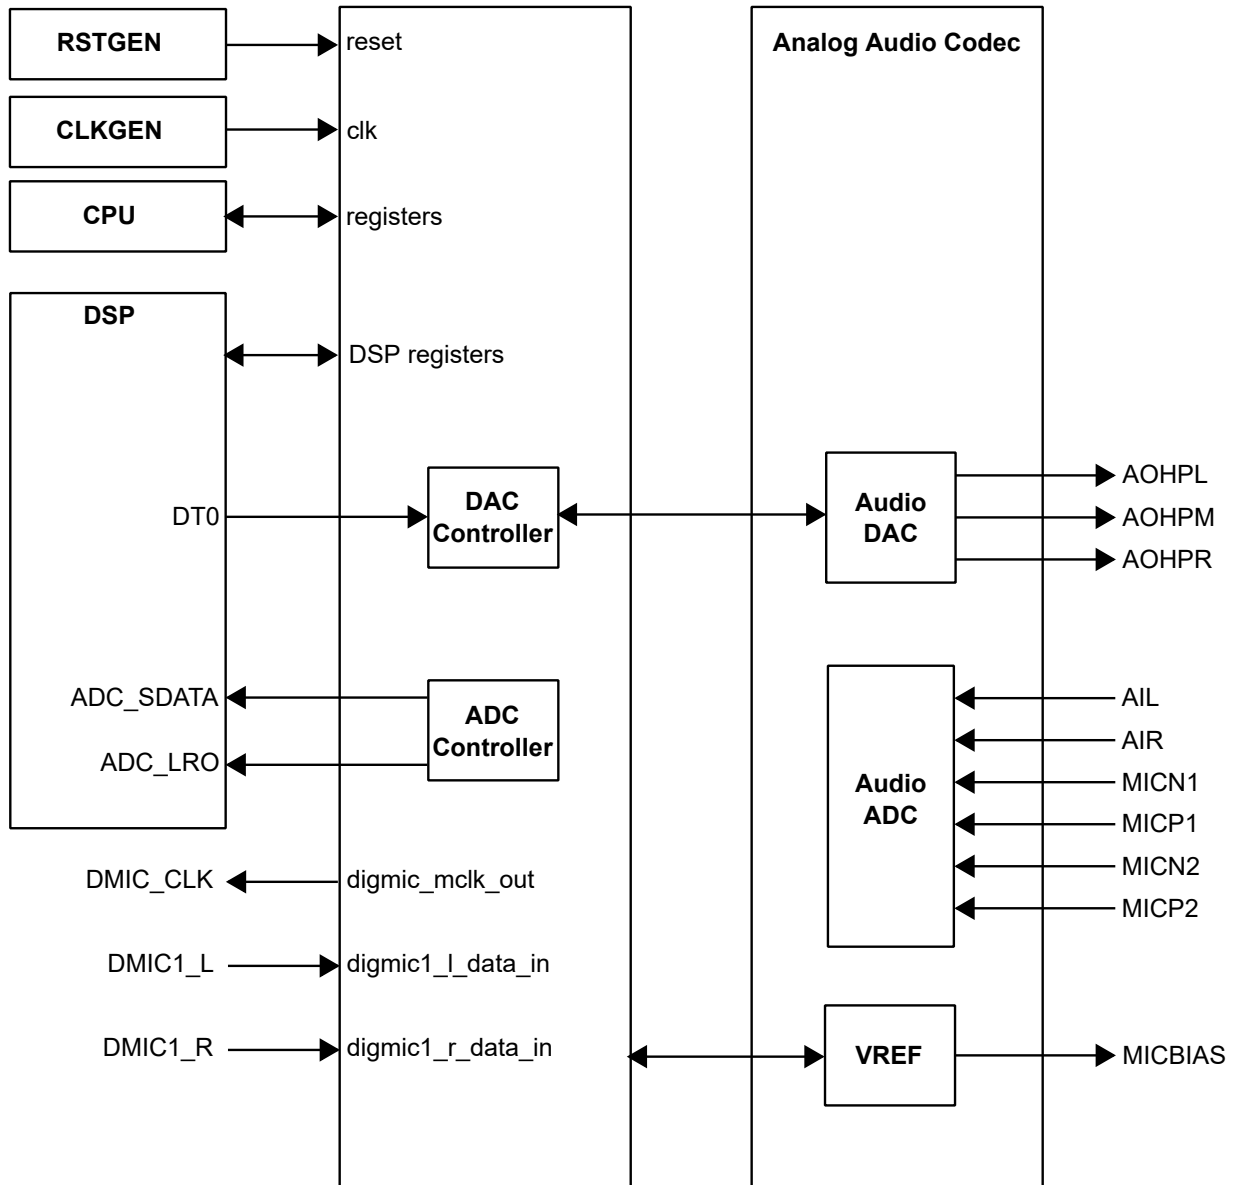 RSTGEN
reset
Analog Audio Codec
CLKGEN
clk
CPU
registers
DSP
DSP registers
DT0
DAC
Controller
Audio
DAC
AOHPL
AOHPM
AOHPR
ADC_SDATA
ADC_LRO
ADC
Controller
Audio
ADC
AIL
AIR
MICN1
MICP1
MICN2
MICP2
DMIC_CLK
digmic_mclk_out
DMIC1_L
digmic1_l_data_in
DMIC1_R
digmic1_r_data_in
VREF
MICBIAS